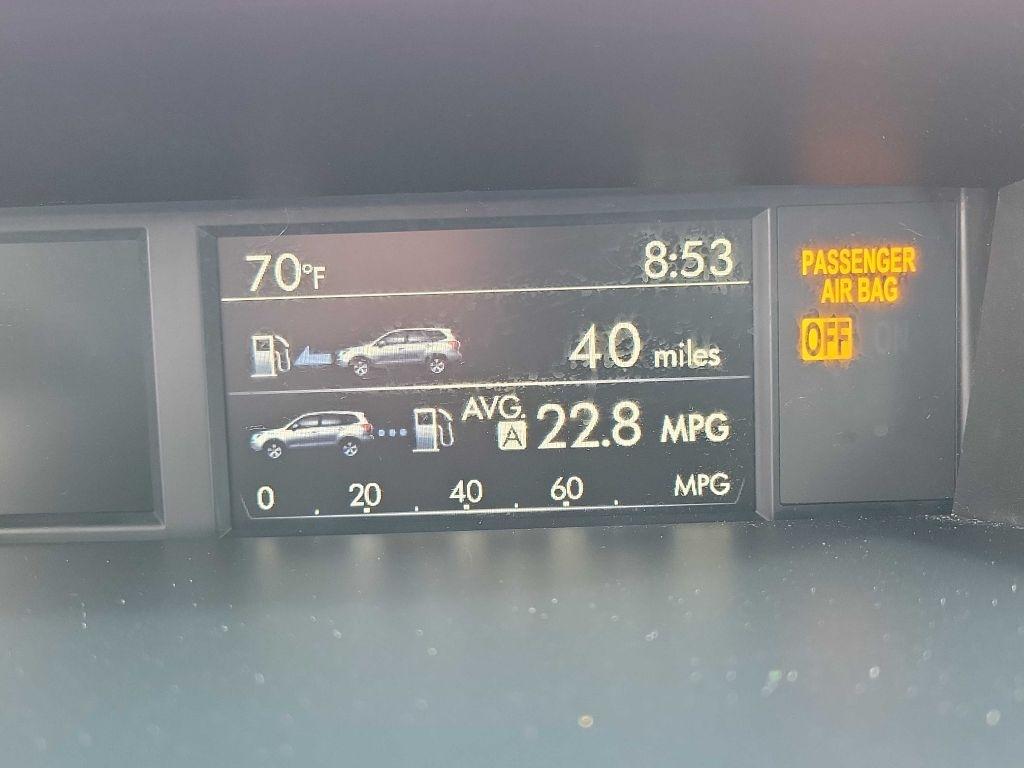 70°F 8:53
40 miles
AVG.
A 22.8 MPG
0 20 40 60 MPG
PASSENGER
AIR BAG
OFF ON